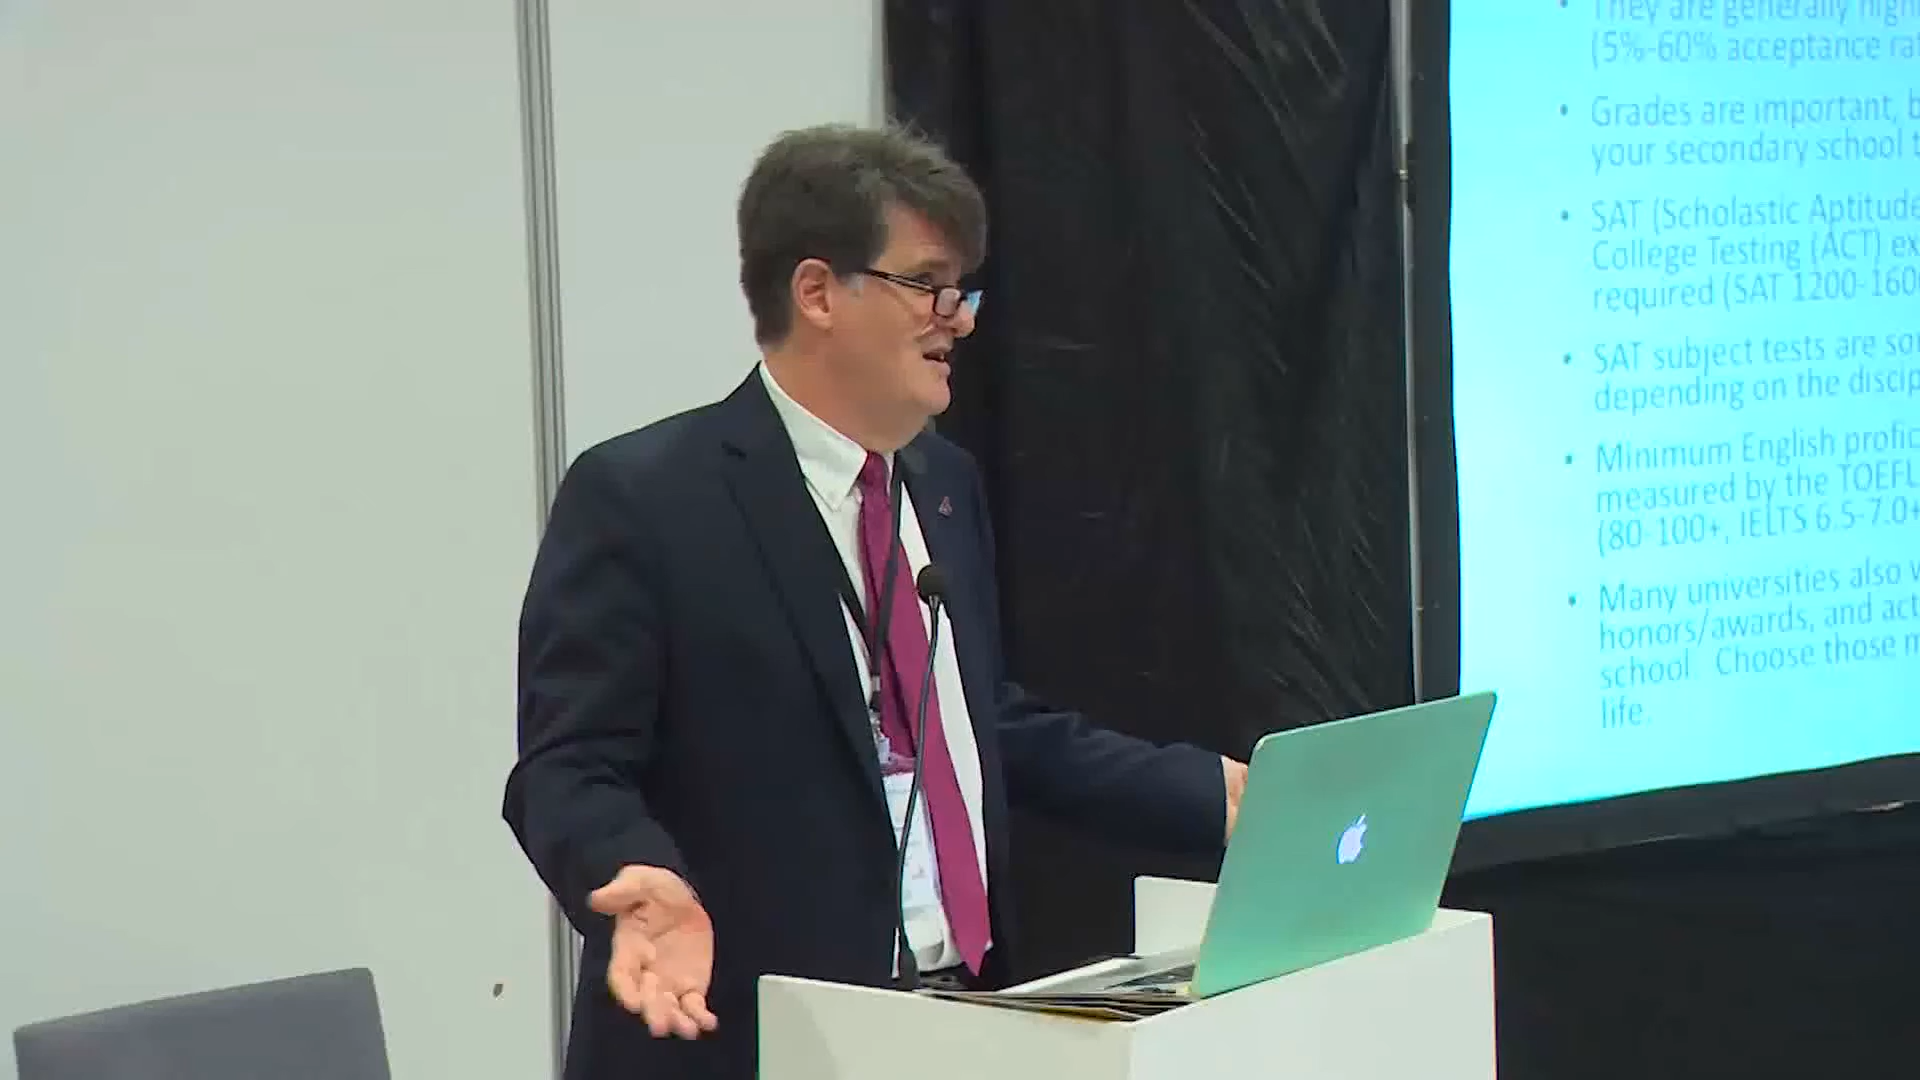 They are generally high
(5%-60% acceptance ra
• Grades are important, b
your secondary school t
• SAT (Scholastic Aptitude
College Testing (ACT) ex
required (SAT 1200-160
• SAT subject tests are so
depending on the discip
• Minimum English profic
measured by the TOEFL
(80-100+, IELTS 6.5-7.0+
• Many universities also w
honors/awards, and act
school. Choose those m
life.